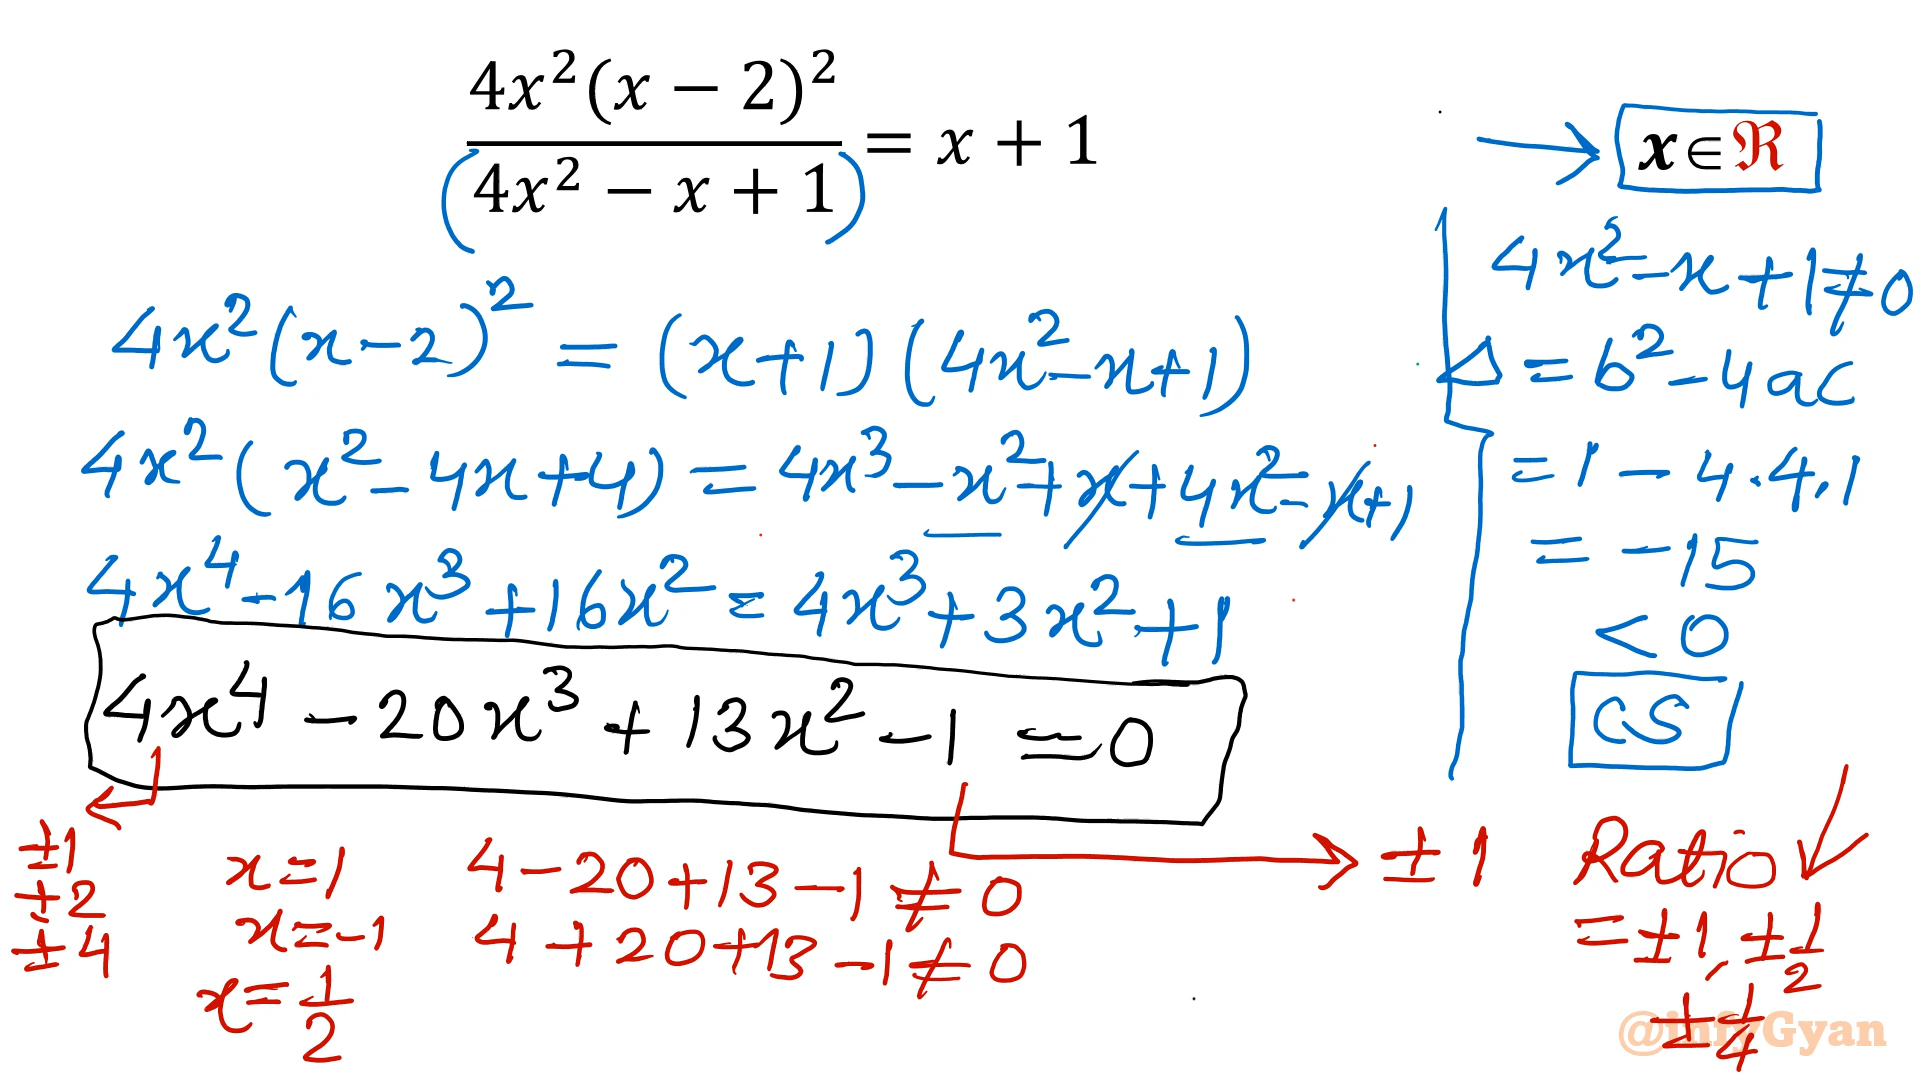 4x²(x − 2)²
4x² − x + 1
= x + 1
x ∈ ℜ
4x²(x−2)² = (x+1)(4x²−x+1)
4x²(x²−4x+4) = 4x³−x²+x+4x²−x+1
4x⁴−16x³+16x² = 4x³+3x²+1
4x⁴ − 20x³ + 13x² − 1 = 0
4x²−x+1≠0
Δ = b²−4ac
= 1 − 4.4.1
= −15
< 0
CS
±1
±2
±4
x=1 4−20+13−1≠0
x=−1 4+20+13−1≠0
x=1/2
±1
Ratio
= ±1, ±1/2
±1/4
@infyGyan